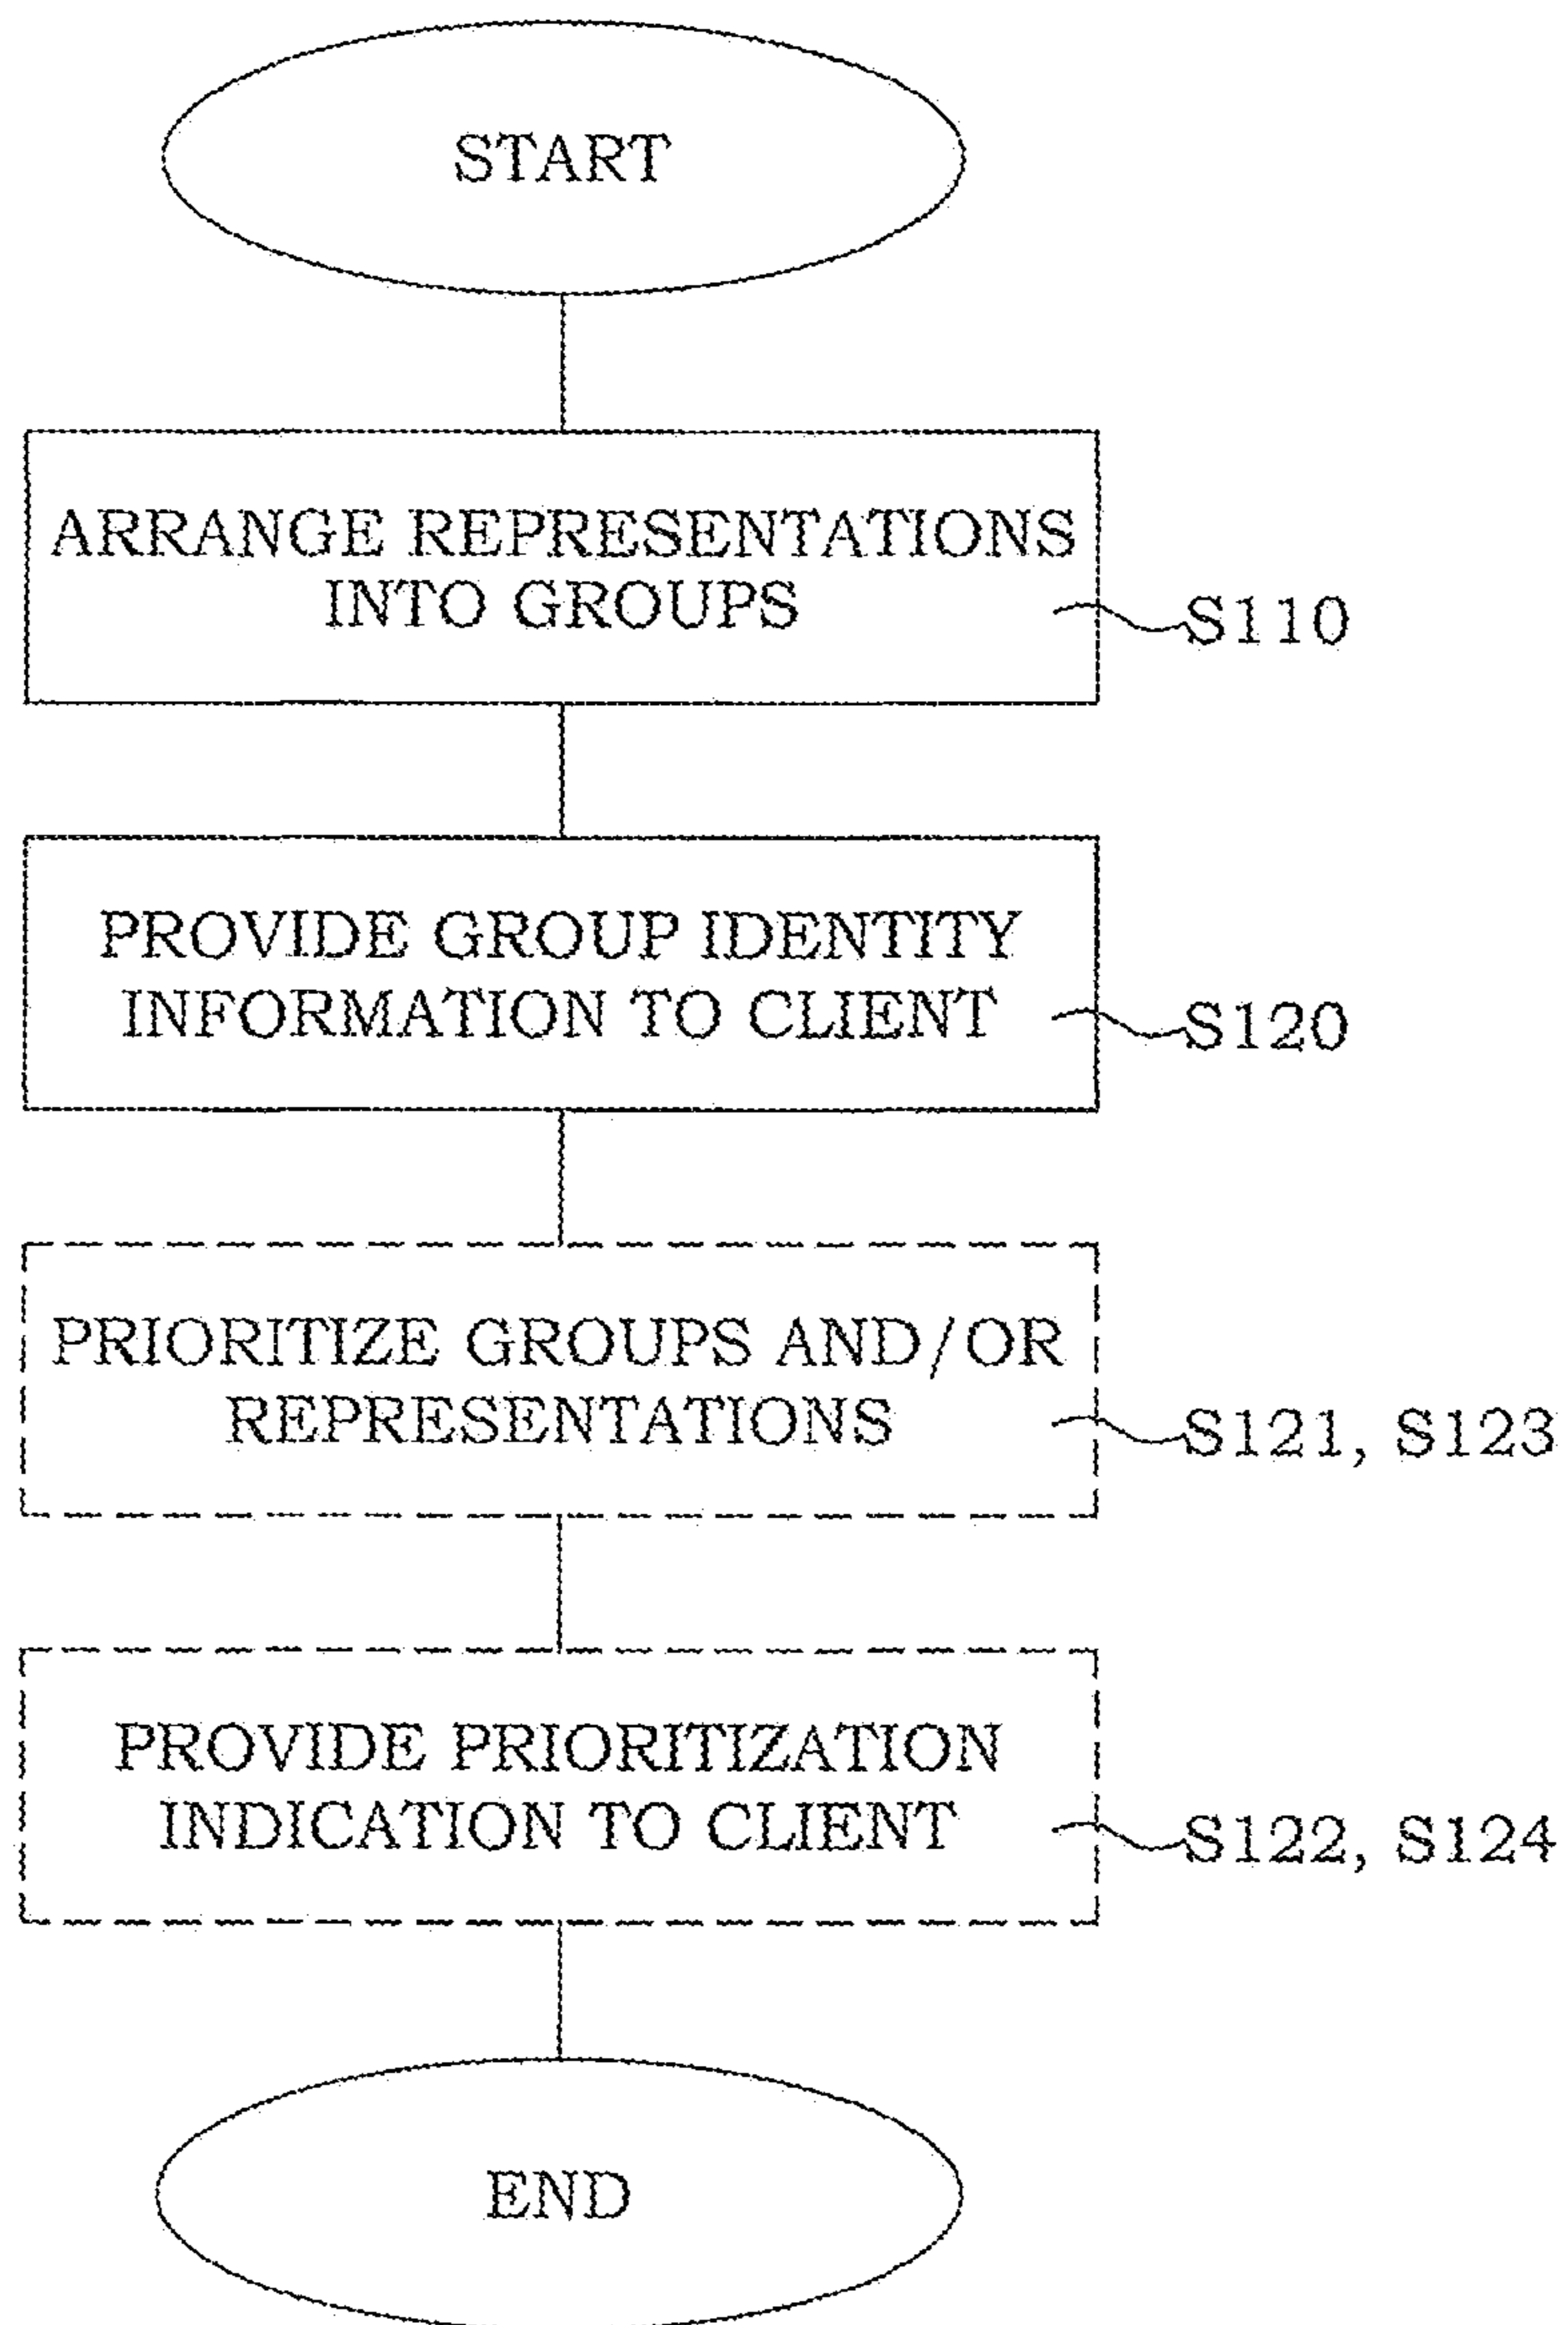 START
ARRANGE REPRESENTATIONS
INTO GROUPS
S110
PROVIDE GROUP IDENTITY
INFORMATION TO CLIENT
S120
PRIORITIZE GROUPS AND/OR
REPRESENTATIONS
S121, S123
PROVIDE PRIORITIZATION
INDICATION TO CLIENT
S122, S124
END